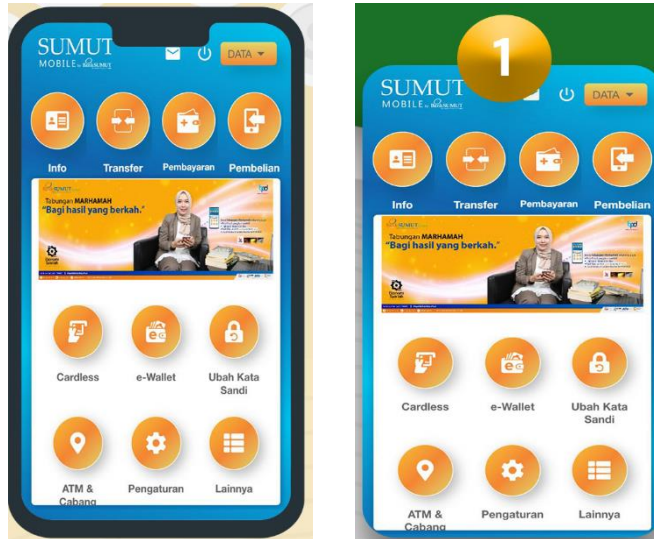 SUMUT
MOBILE
DATA
Info Transfer Pembayaran Pembelian
Tabungan MARHAMAH
"Bagi hasil yang berkah."
Cardless e-Wallet Ubah Kata
Sandi
ATM & Pengaturan Lainnya
Cabang
1
SUMUT
MOBILE
DATA
Info Transfer Pembayaran Pembelian
Tabungan MARHAMAH
"Bagi hasil yang berkah."
Cardless e-Wallet Ubah Kata
Sandi
ATM & Pengaturan Lainnya
Cabang